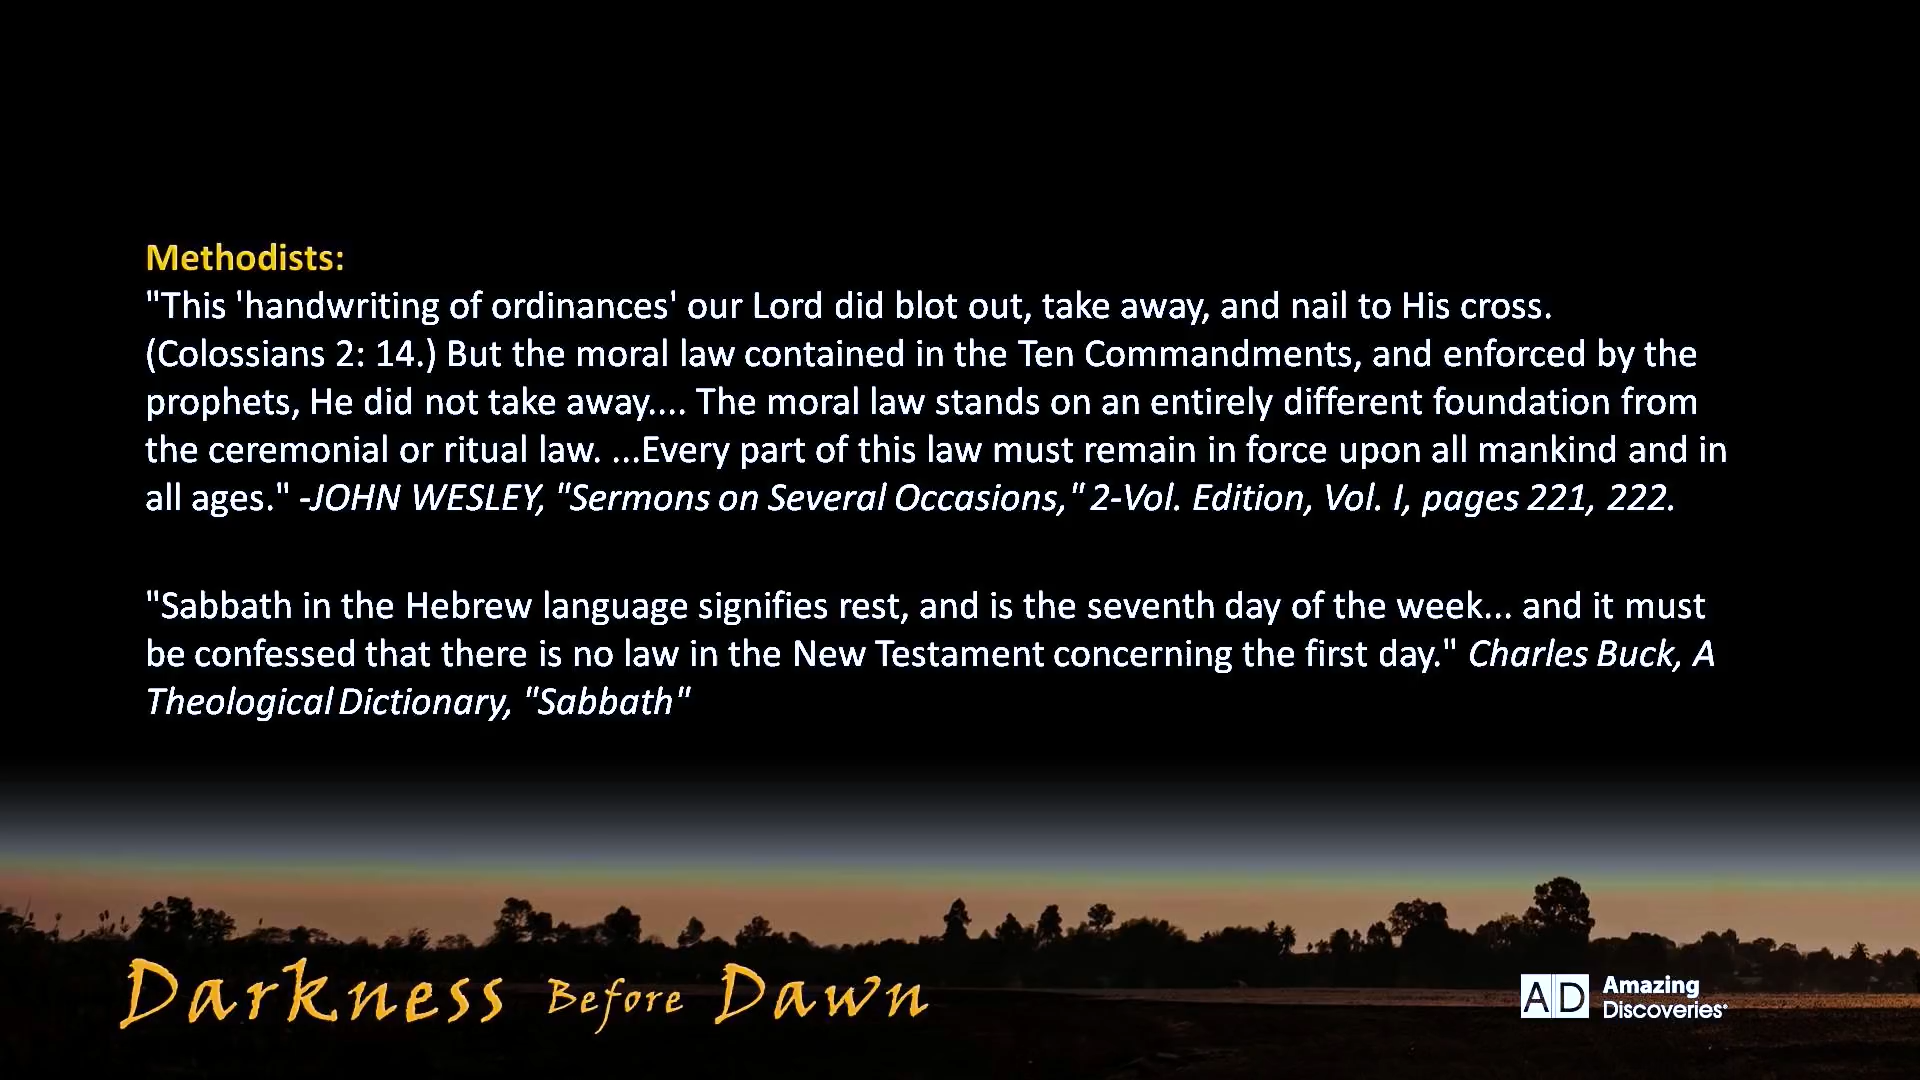 Methodists:
"This 'handwriting of ordinances' our Lord did blot out, take away, and nail to His cross.
(Colossians 2: 14.) But the moral law contained in the Ten Commandments, and enforced by the
prophets, He did not take away.... The moral law stands on an entirely different foundation from
the ceremonial or ritual law. ...Every part of this law must remain in force upon all mankind and in
all ages." -JOHN WESLEY, "Sermons on Several Occasions," 2-Vol. Edition, Vol. I, pages 221, 222.
"Sabbath in the Hebrew language signifies rest, and is the seventh day of the week... and it must
be confessed that there is no law in the New Testament concerning the first day." Charles Buck, A
Theological Dictionary, "Sabbath"
Darkness Before Dawn
AD Amazing
Discoveries